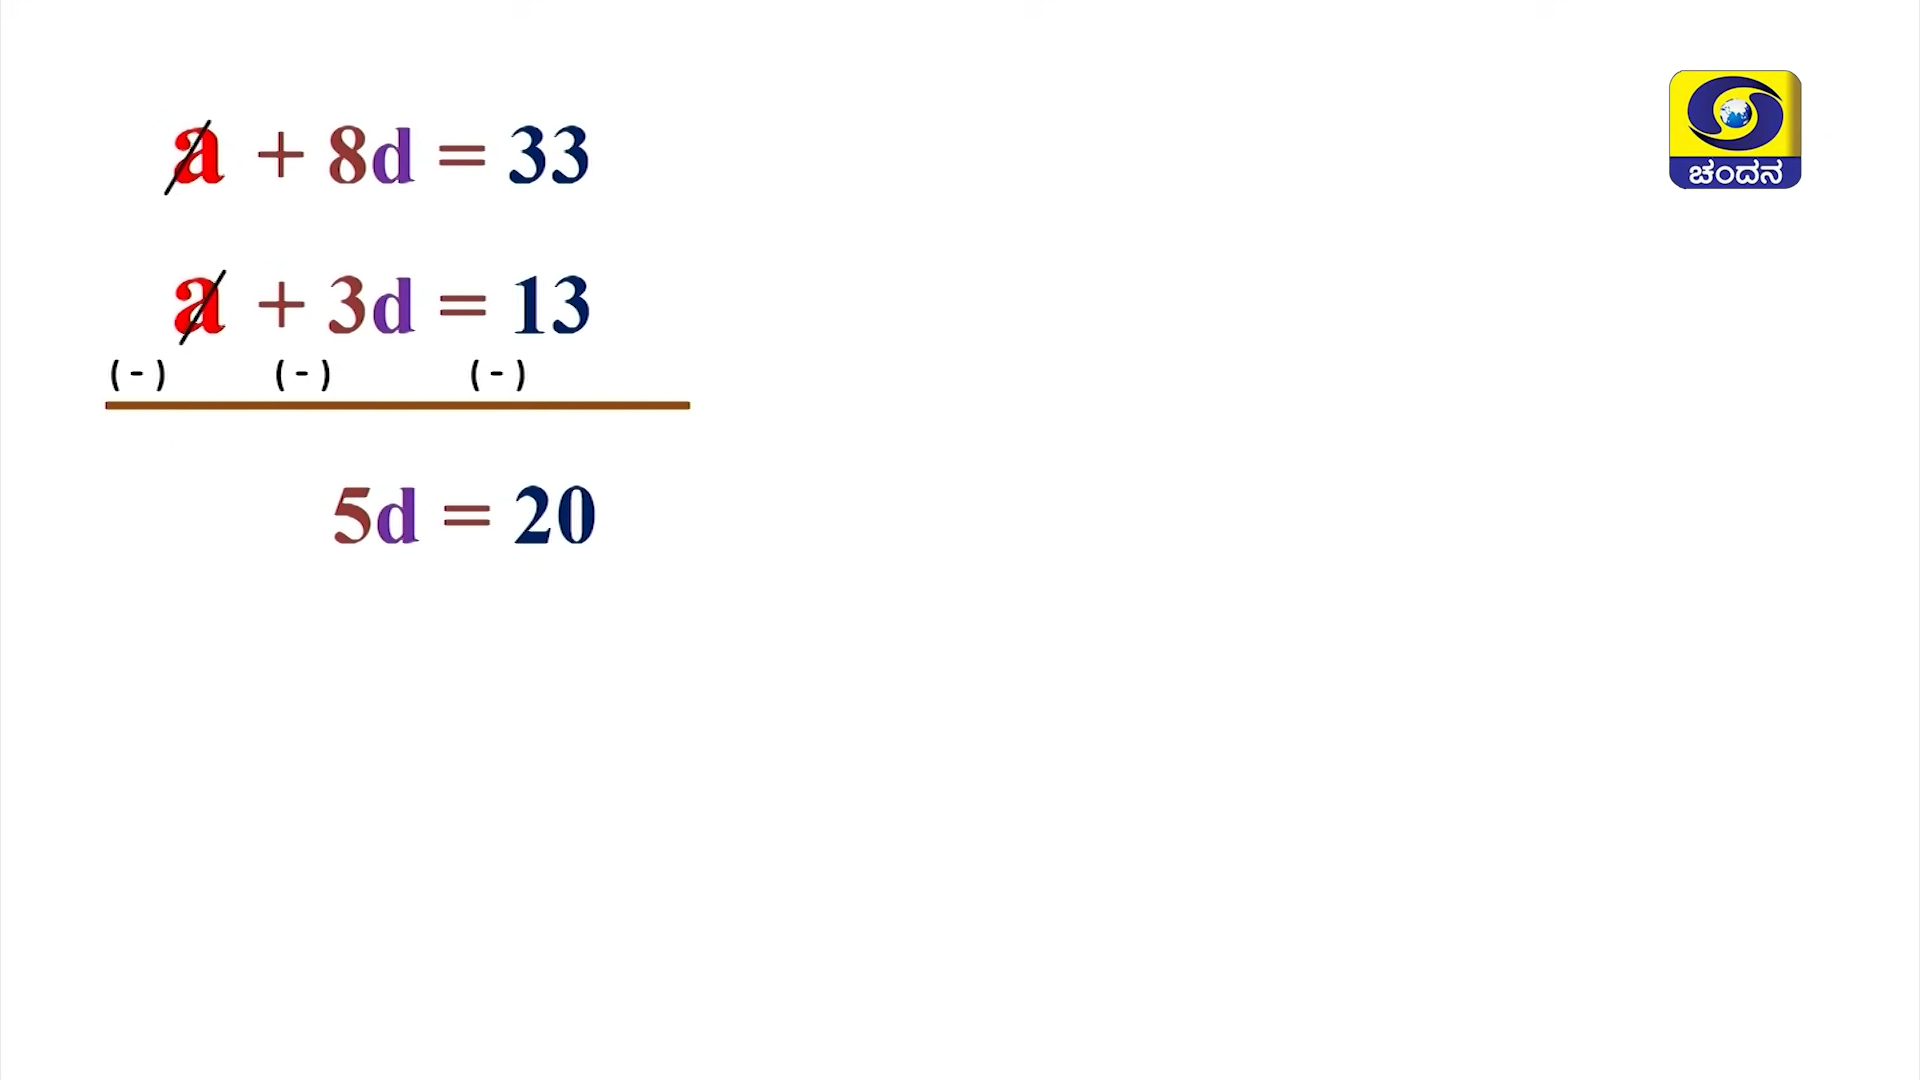 a + 8d = 33
ಚಂದನ
a + 3d = 13
(-) (-) (-)
5d = 20